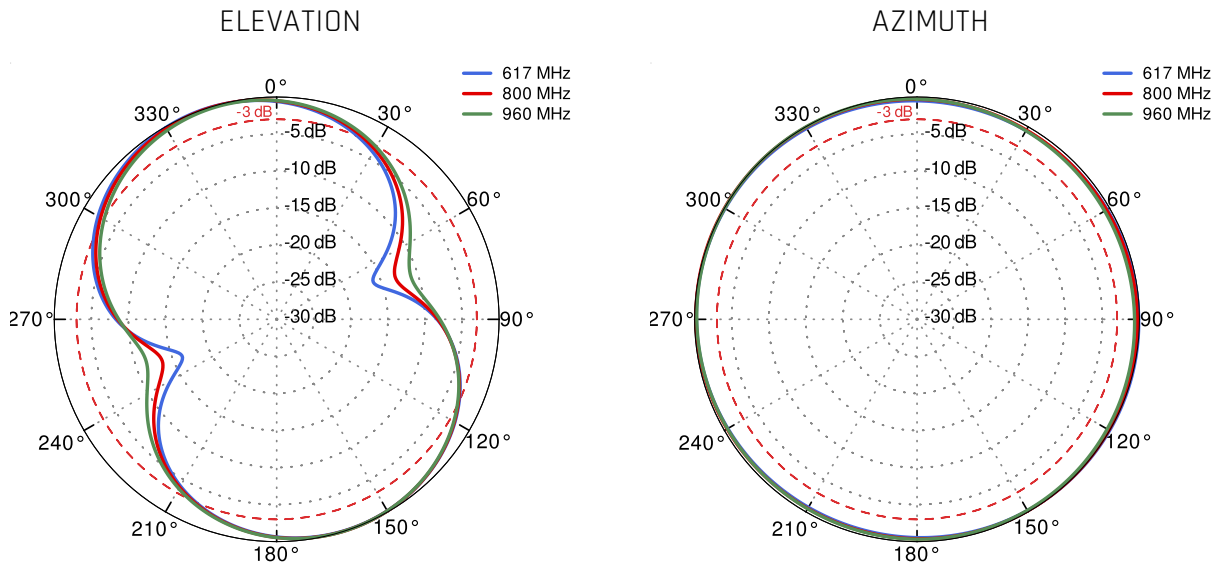 ELEVATION
617 MHz
800 MHz
960 MHz
0°
30°
60°
90°
120°
150°
180°
210°
240°
270°
300°
330°
-3 dB
-5 dB
-10 dB
-15 dB
-20 dB
-25 dB
-30 dB
AZIMUTH
617 MHz
800 MHz
960 MHz
0°
30°
60°
90°
120°
150°
180°
210°
240°
270°
300°
330°
-3 dB
-5 dB
-10 dB
-15 dB
-20 dB
-25 dB
-30 dB